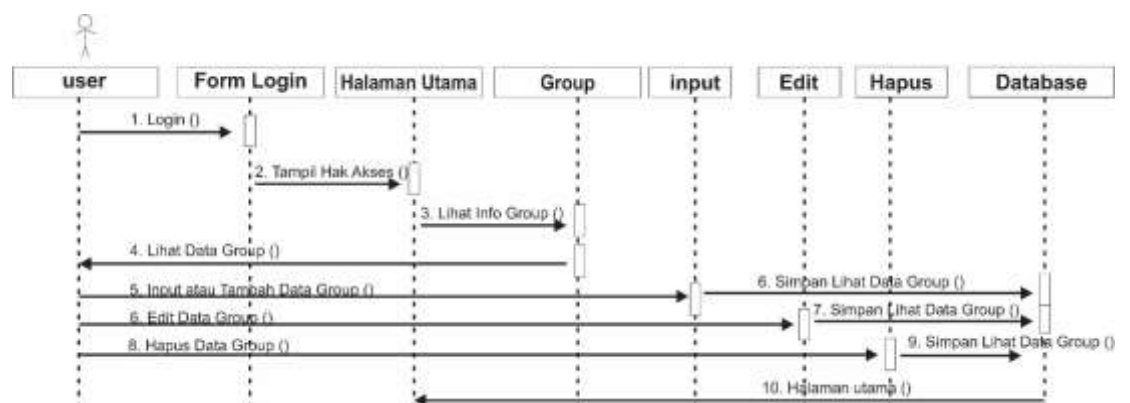 user
Form Login
Halaman Utama
Group
input
Edit
Hapus
Database
1. Login ()
2. Tampil Hak Akses ()
3. Lihat Info Group ()
4. Lihat Data Group ()
5. Input atau Tambah Data Group ()
6. Simpan Lihat Data Group ()
6. Edit Data Group ()
7. Simpan Lihat Data Group ()
8. Hapus Data Group ()
9. Simpan Lihat Data Group ()
10. Halaman utama ()